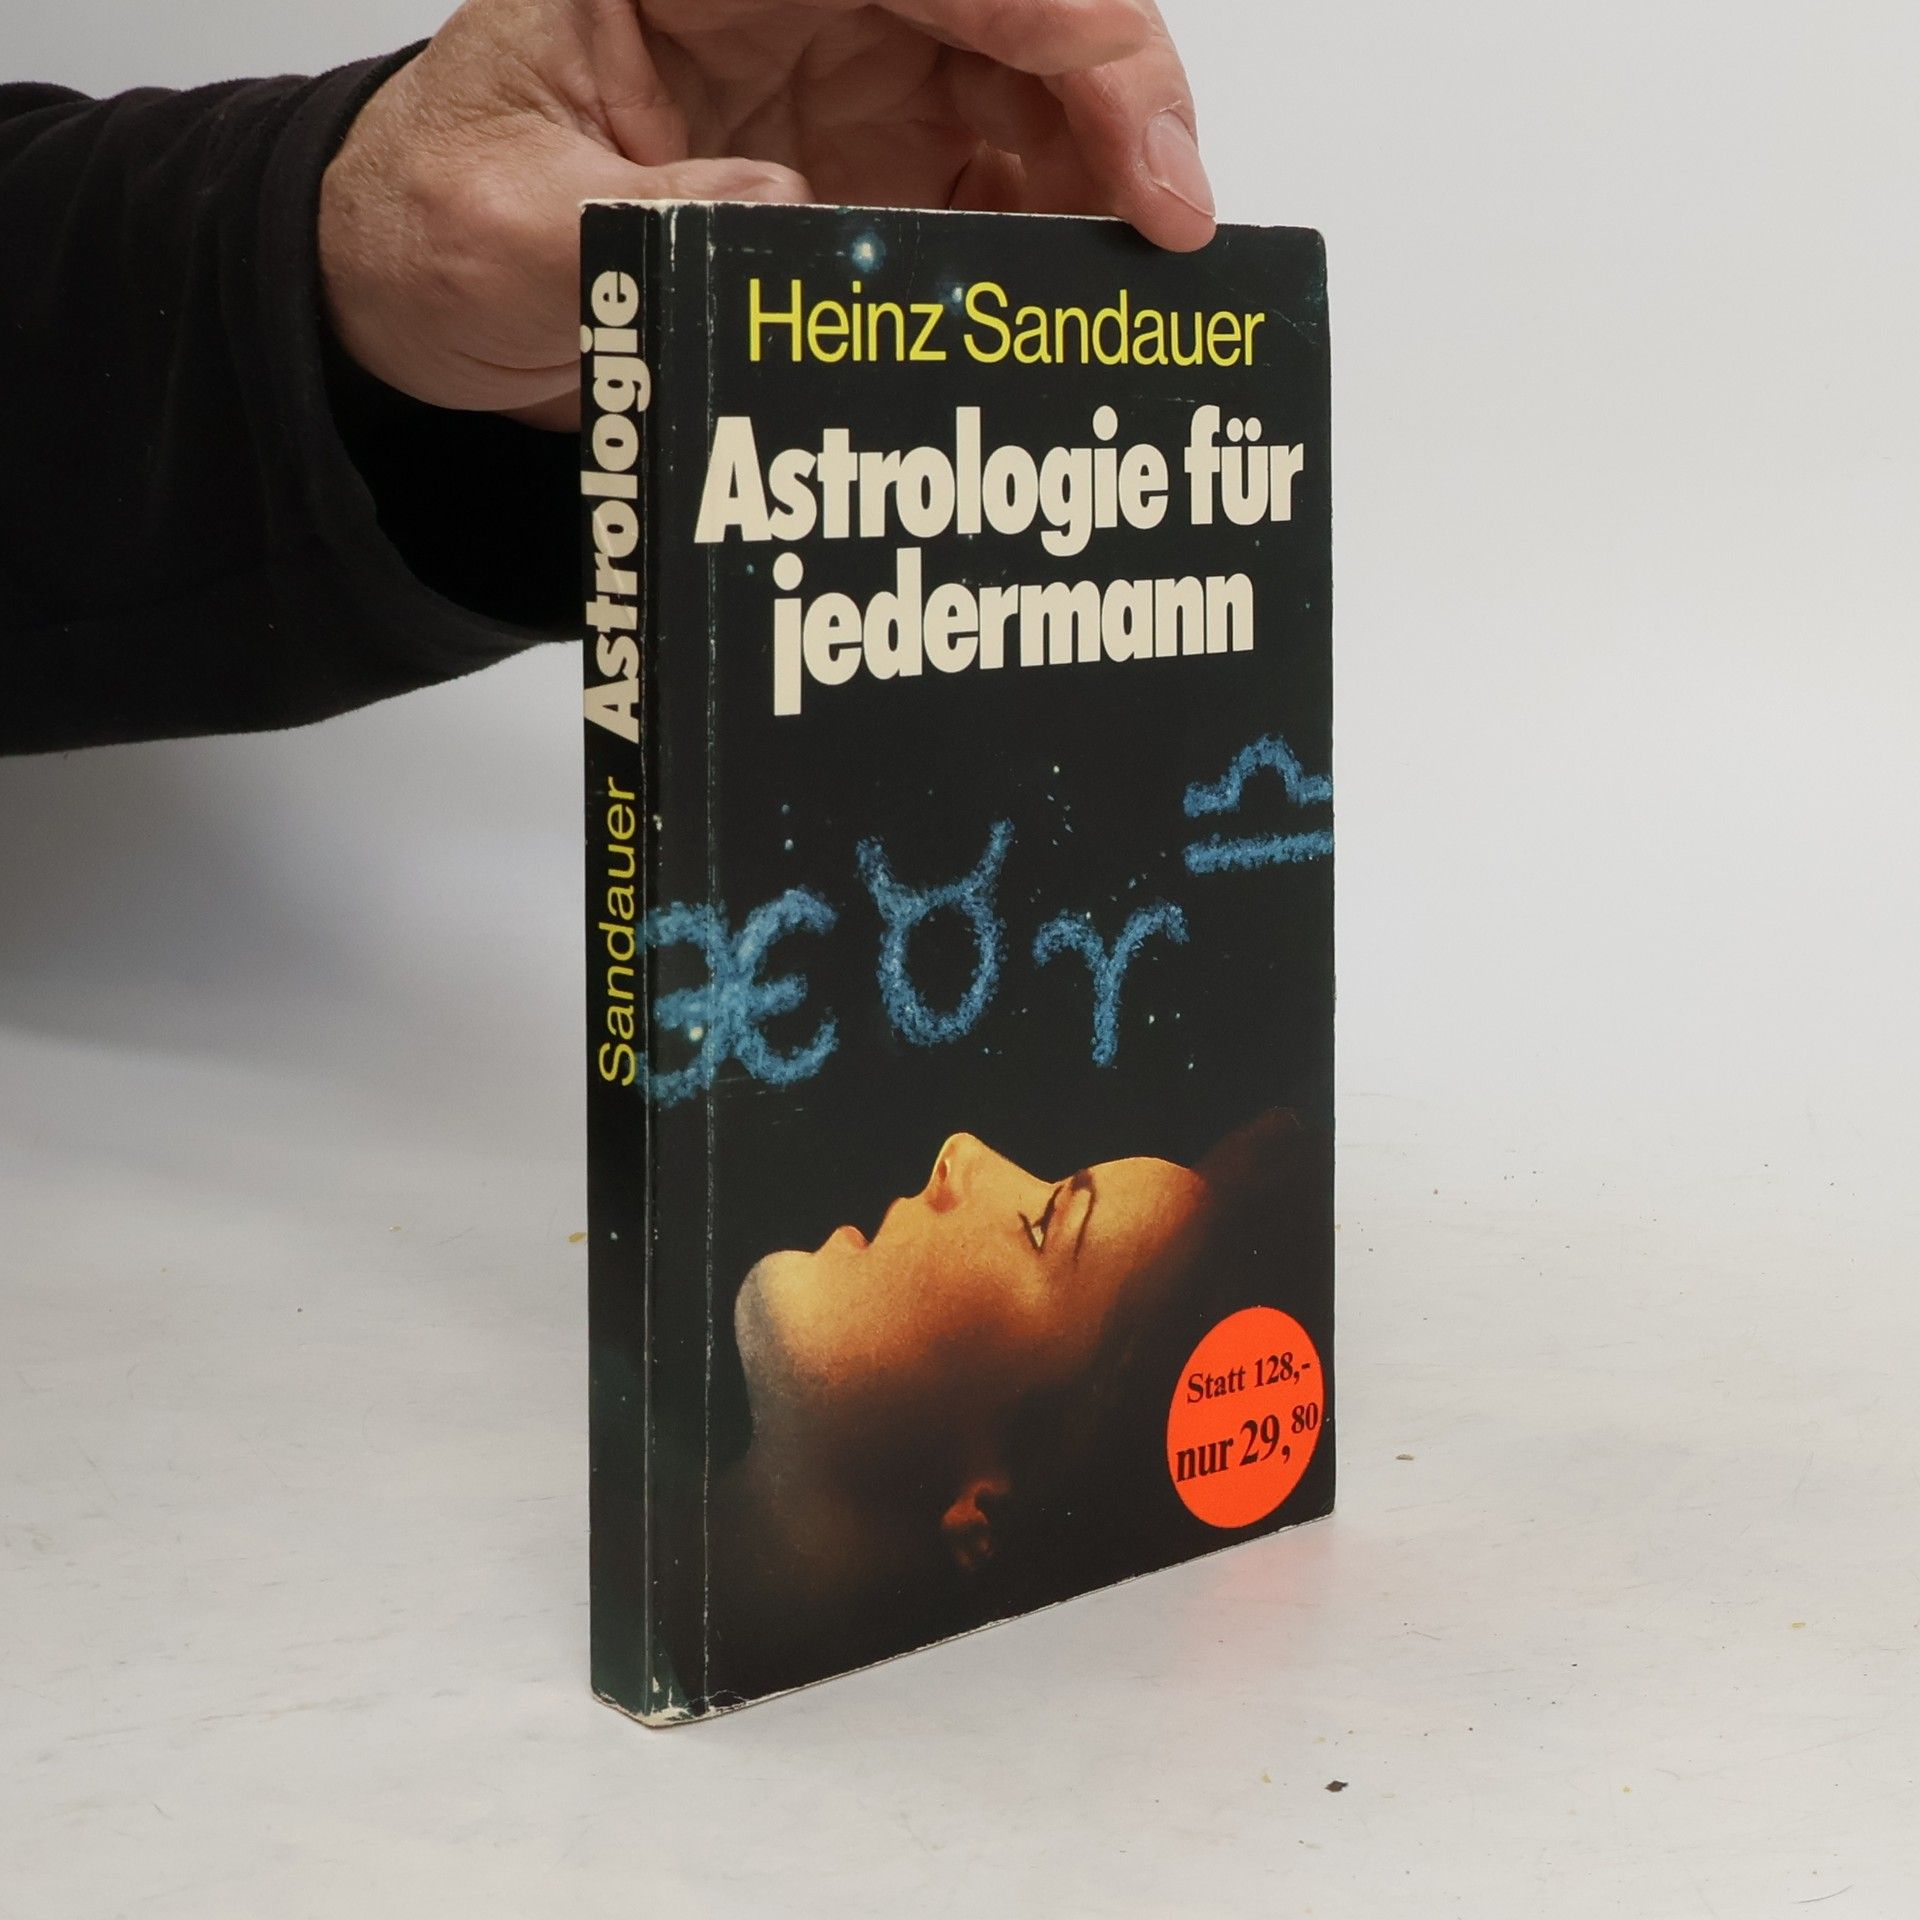 Heinz Sandauer
Astrologie für
jedermann
Sandauer Astrologie
Statt 128,-
nur 29,80